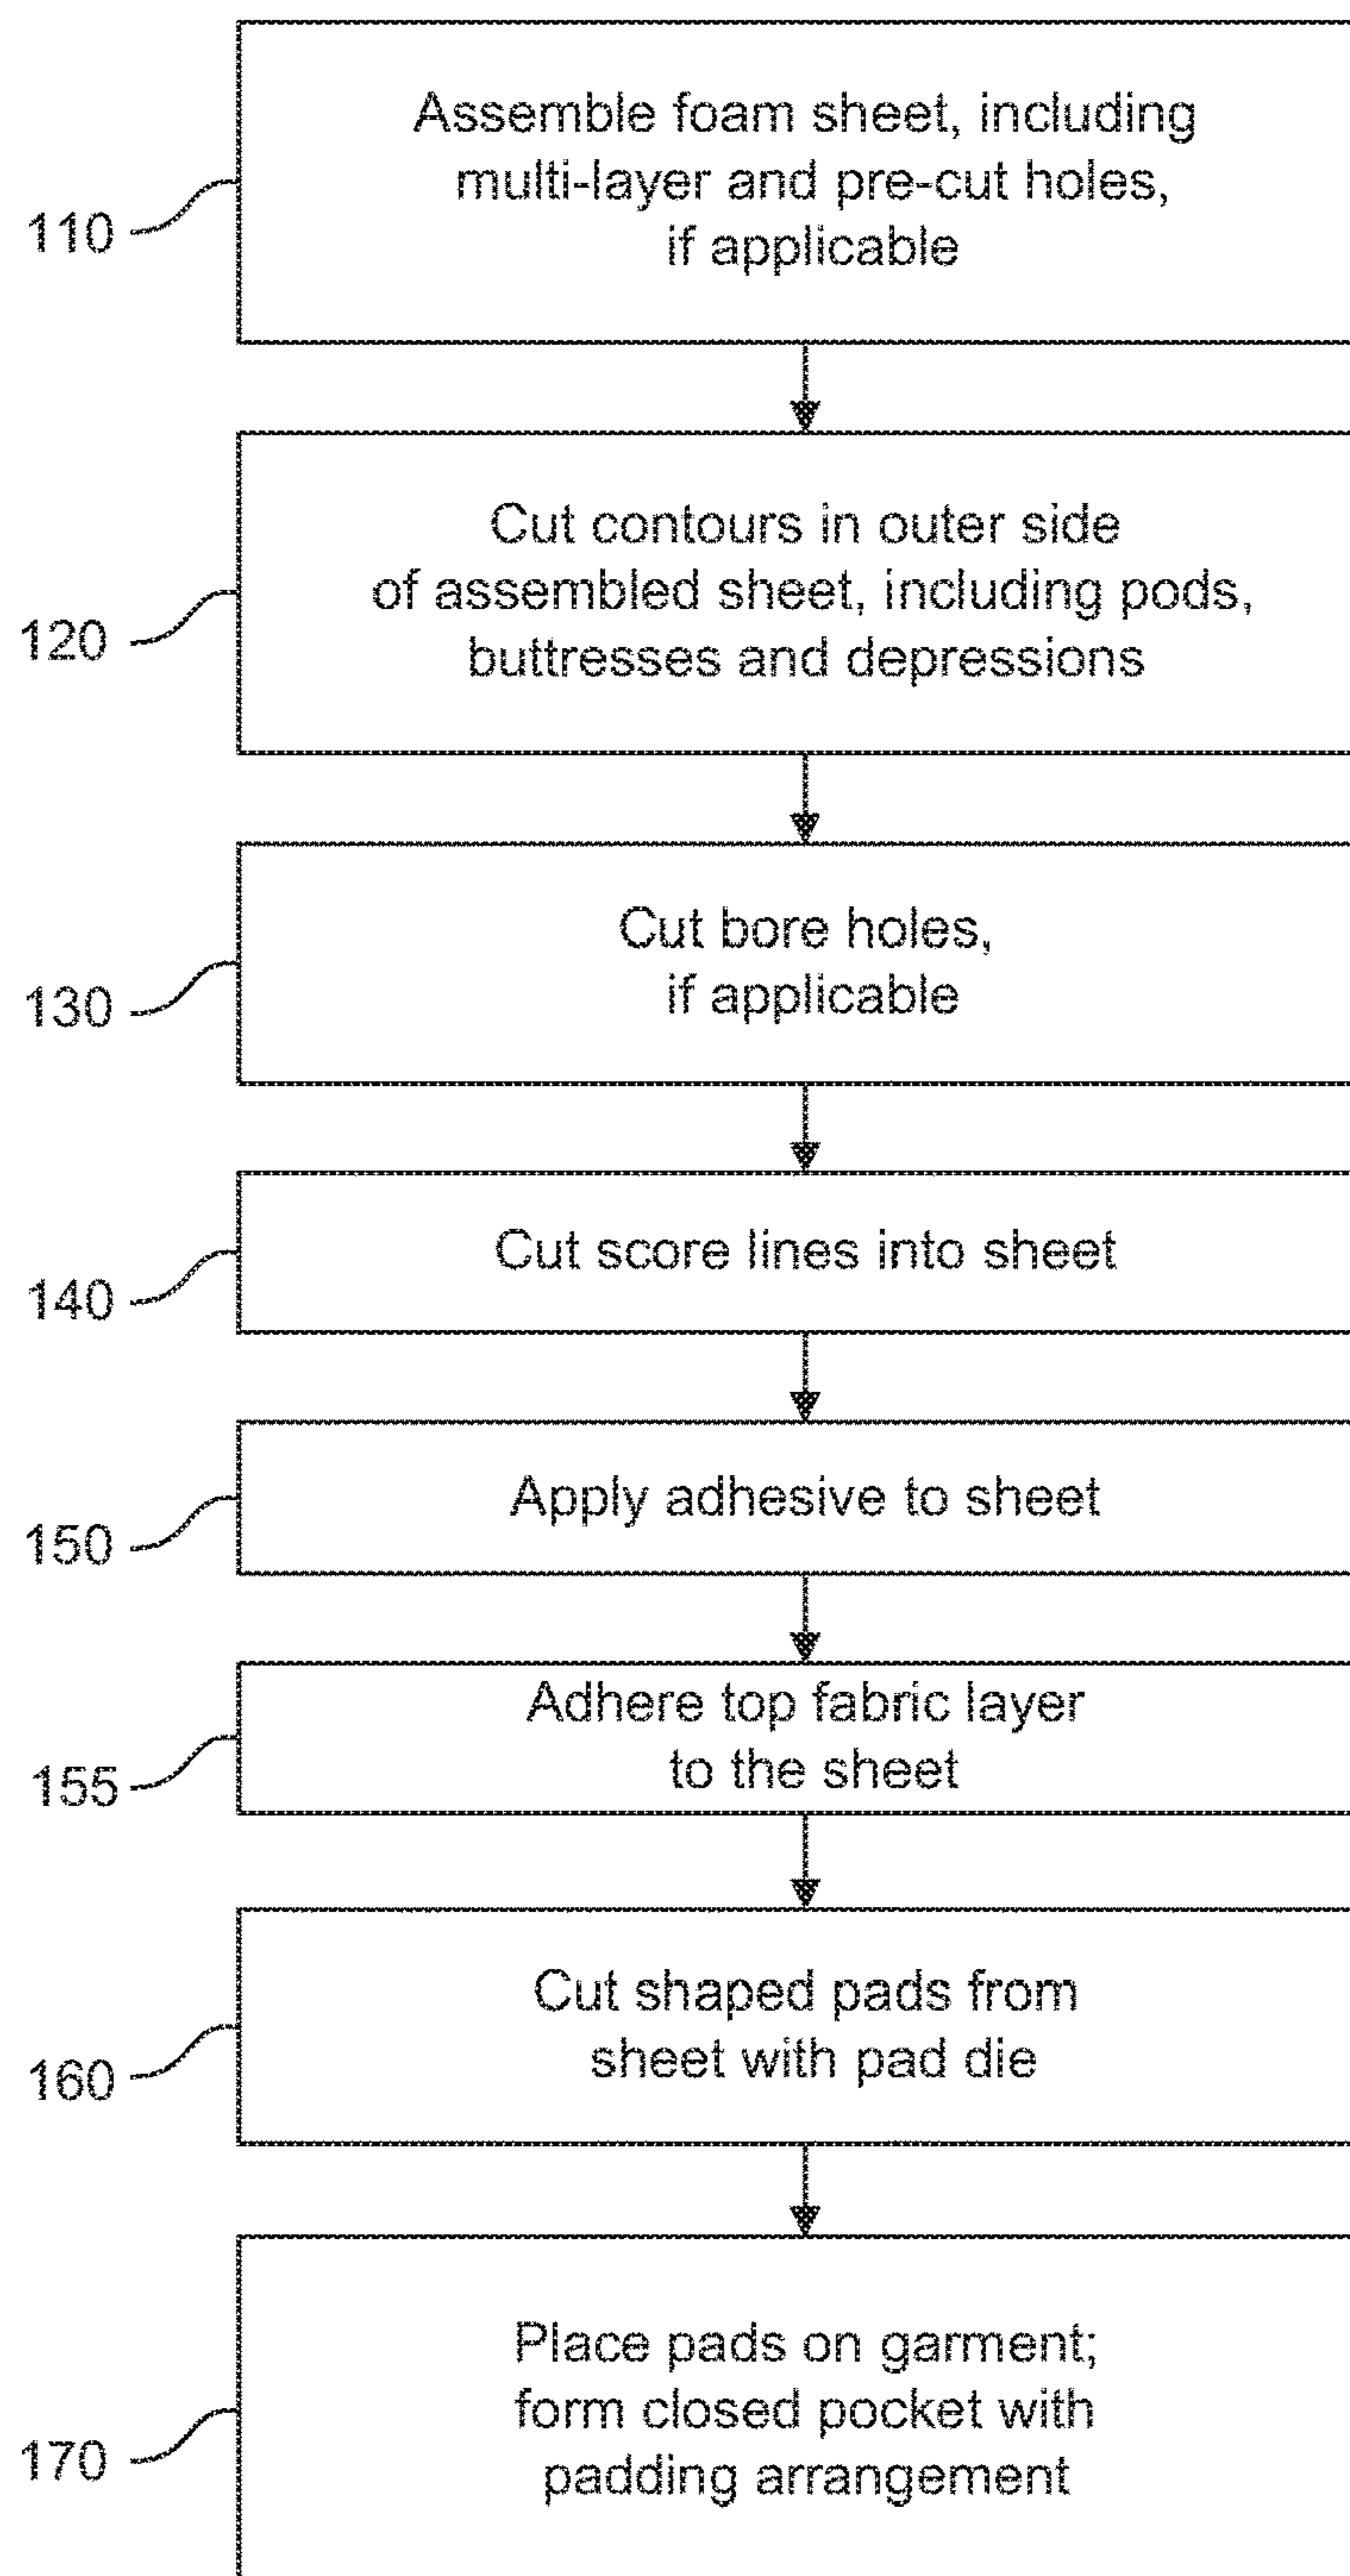 Assemble foam sheet, including
multi-layer and pre-cut holes,
if applicable
110
Cut contours in outer side
of assembled sheet, including pods,
buttresses and depressions
120
Cut bore holes,
if applicable
130
Cut score lines into sheet
140
Apply adhesive to sheet
150
Adhere top fabric layer
to the sheet
155
Cut shaped pads from
sheet with pad die
160
Place pads on garment;
form closed pocket with
padding arrangement
170